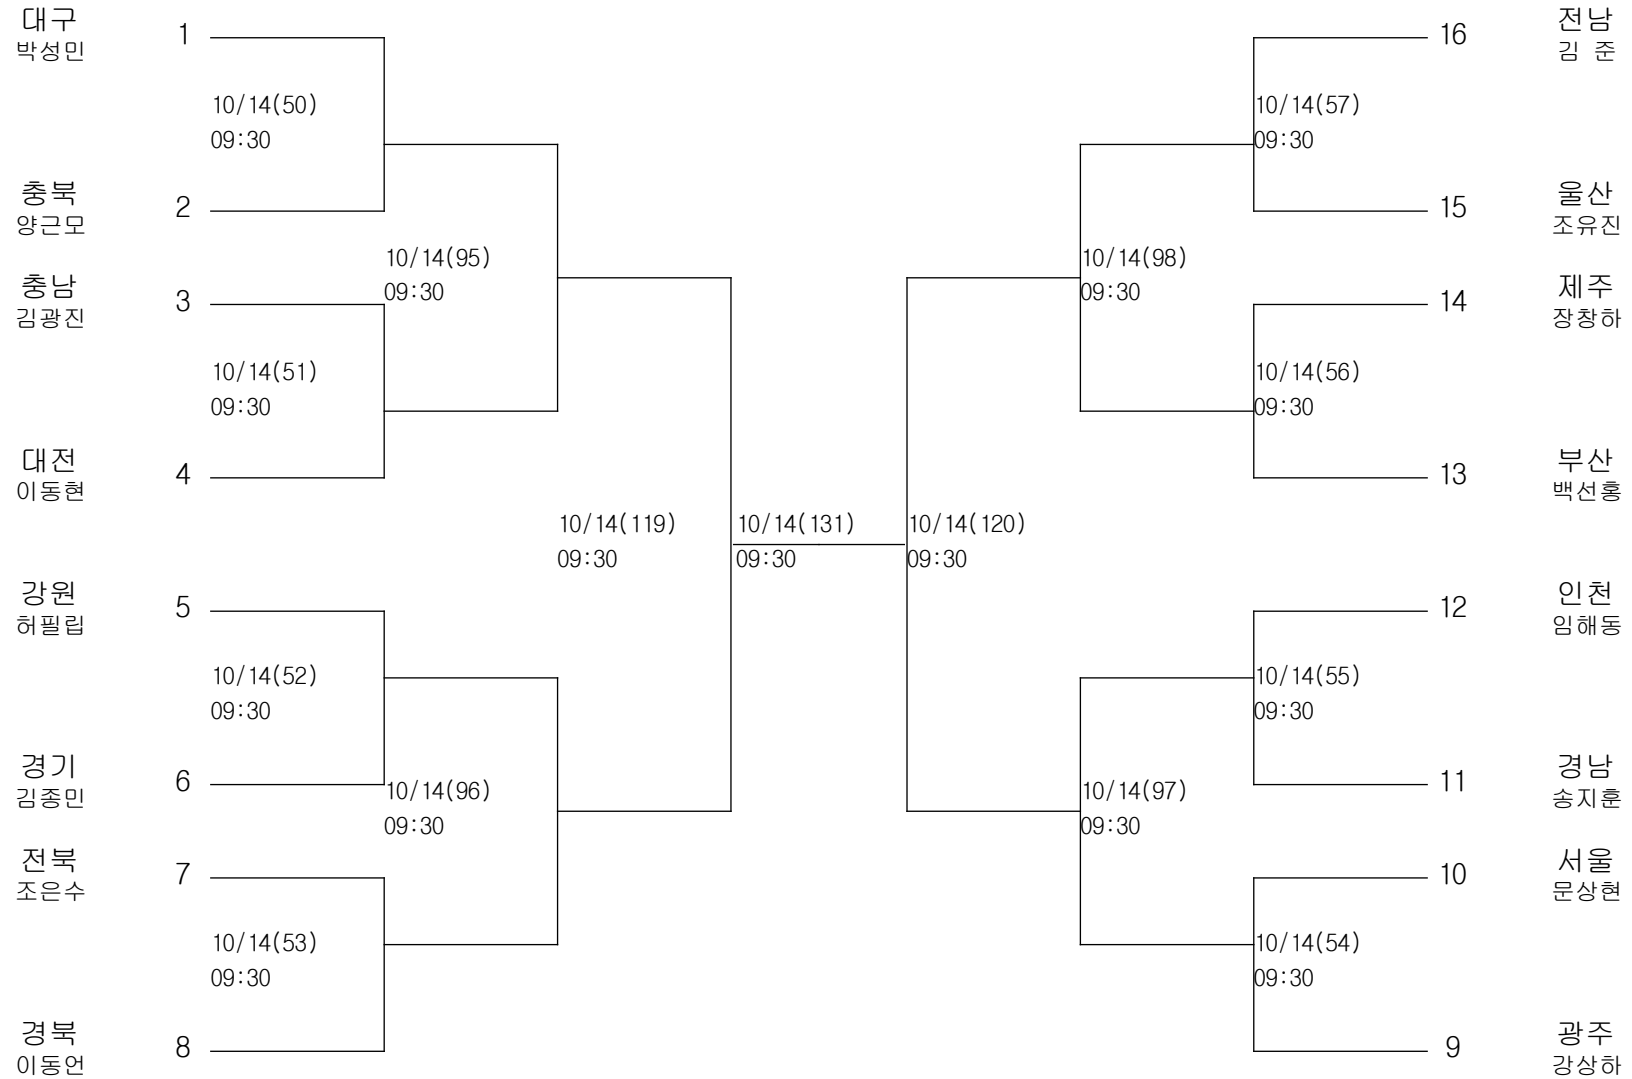 대구
박성민
1
10/14(50)
09:30
충북
양근모
2
10/14(95)
09:30
충남
김광진
3
10/14(51)
09:30
대전
이동현
4
10/14(119)
09:30
강원
허필립
5
10/14(52)
09:30
경기
김종민
6
10/14(96)
09:30
전북
조은수
7
10/14(53)
09:30
경북
이동언
8
10/14(131)
09:30
전남
김 준
16
10/14(57)
09:30
울산
조유진
15
10/14(98)
09:30
제주
장창하
14
10/14(56)
09:30
부산
백선홍
13
10/14(120)
09:30
인천
임해동
12
10/14(55)
09:30
경남
송지훈
11
10/14(97)
09:30
서울
문상현
10
10/14(54)
09:30
광주
강상하
9